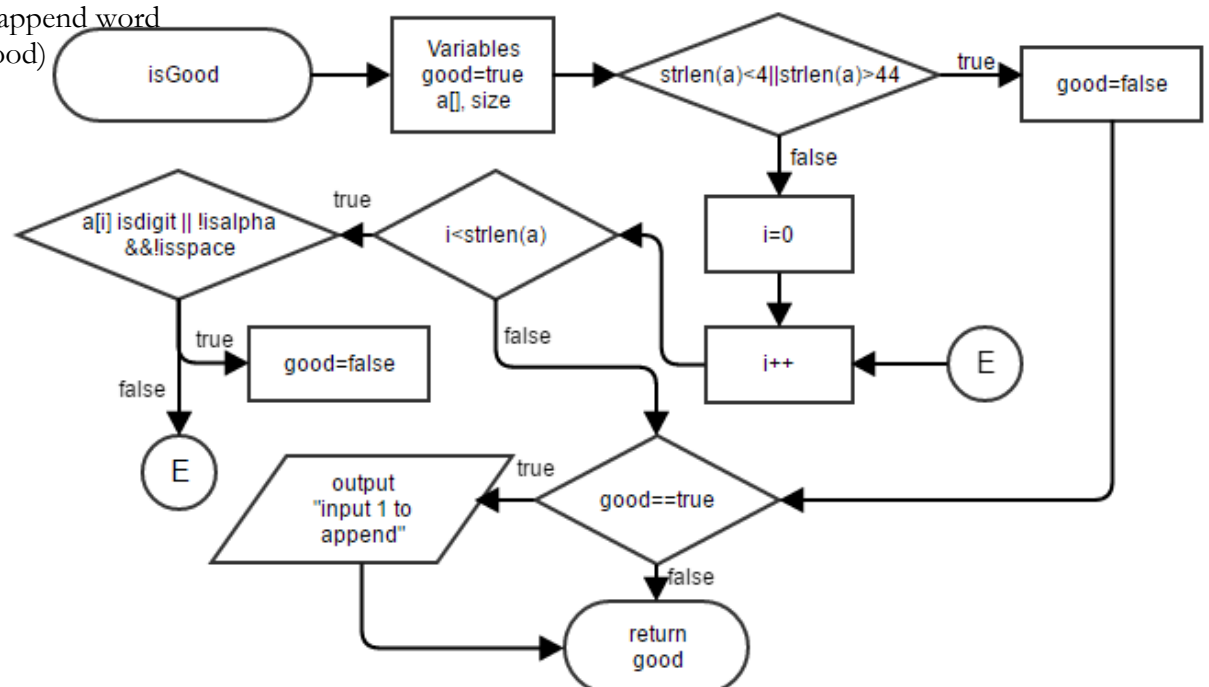 append word
ood)
isGood
Variables
good=true
a[], size
strlen(a)<4||strlen(a)>44
true
good=false
false
i=0
i++
E
i<strlen(a)
true
a[i] isdigit || !isalpha
&&!isspace
true
good=false
false
E
false
good==true
true
output
"input 1 to
append"
false
return
good